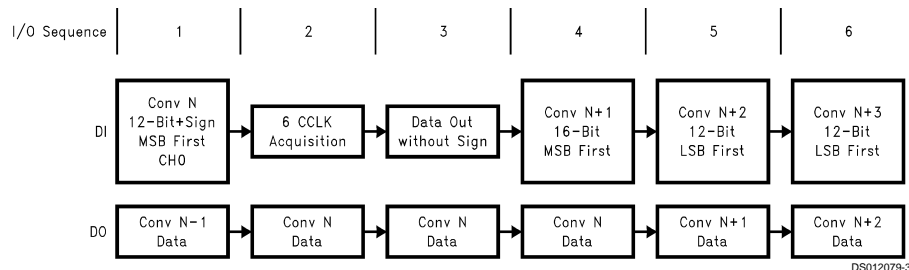 I/O Sequence 1 2 3 4 5 6
DI
Conv N
12-Bit+Sign
MSB First
CH0
6 CCLK
Acquisition
Data Out
without Sign
Conv N+1
16-Bit
MSB First
Conv N+2
12-Bit
LSB First
Conv N+3
12-Bit
LSB First
DO
Conv N-1
Data
Conv N
Data
Conv N
Data
Conv N
Data
Conv N+1
Data
Conv N+2
Data